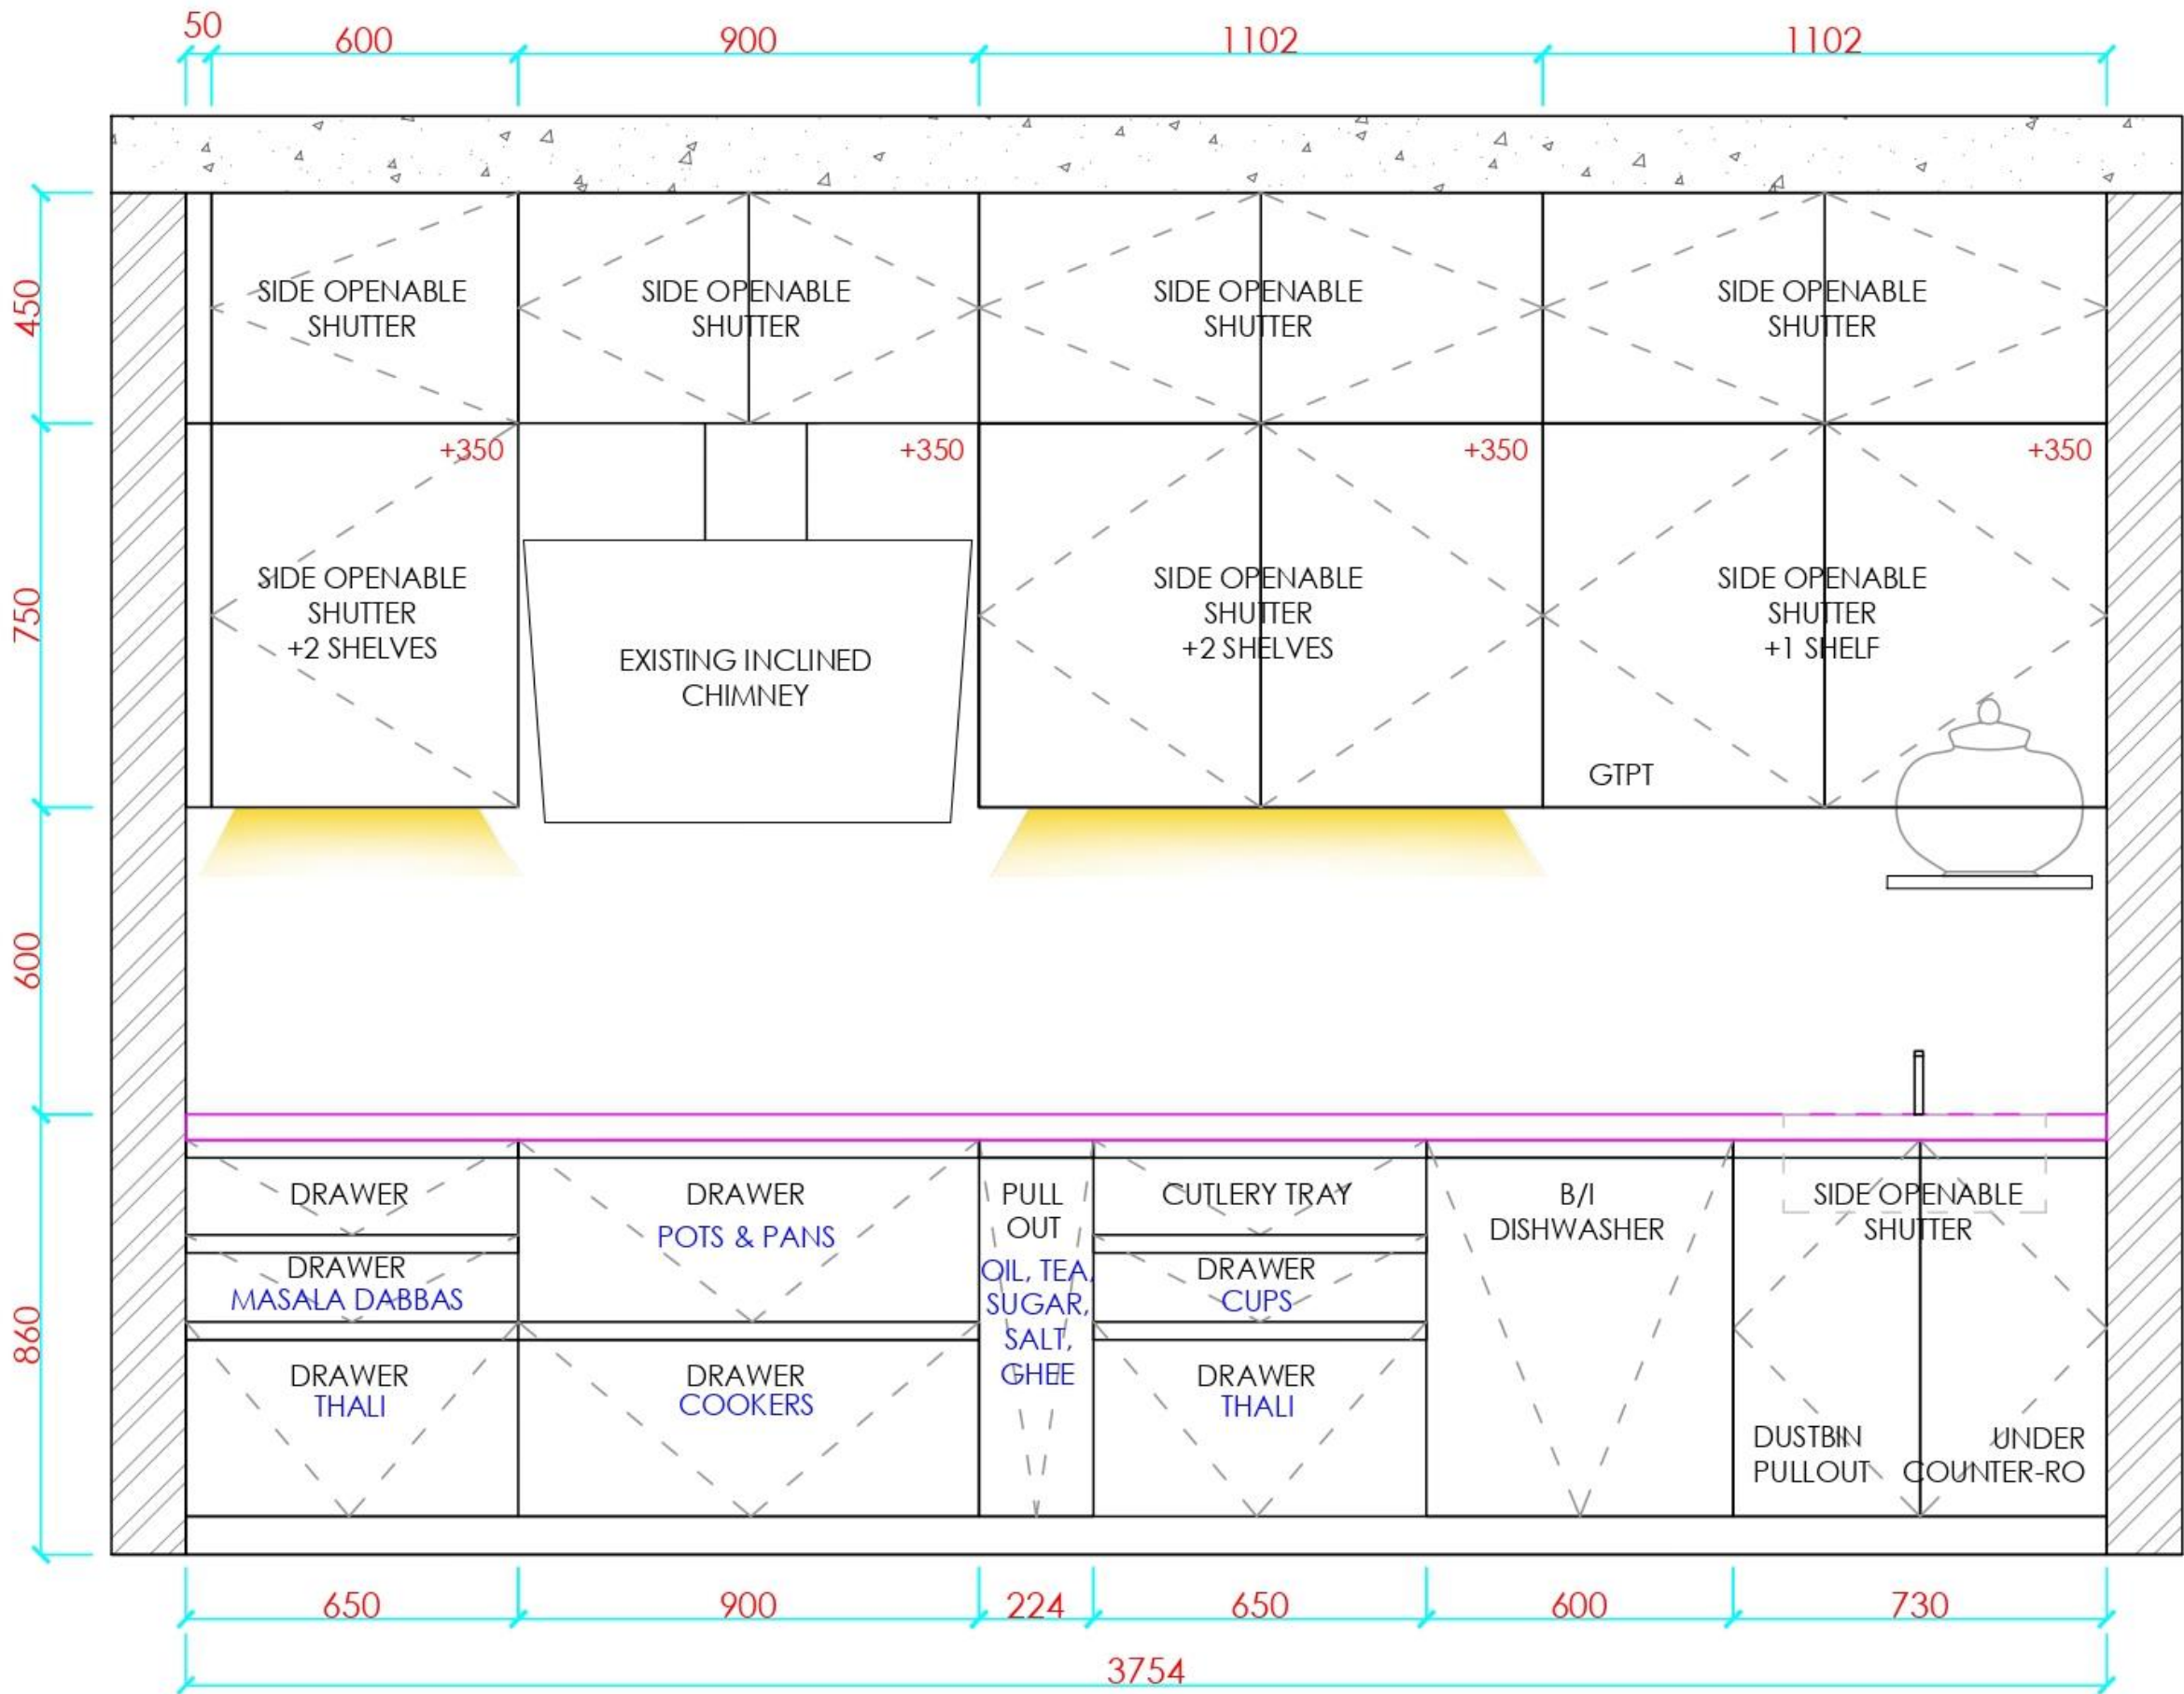 50
600
900
1102
1102
450
SIDE OPENABLE
SHUTTER
SIDE OPENABLE
SHUTTER
SIDE OPENABLE
SHUTTER
SIDE OPENABLE
SHUTTER
+350
+350
+350
+350
750
SIDE OPENABLE
SHUTTER
+2 SHELVES
EXISTING INCLINED
CHIMNEY
SIDE OPENABLE
SHUTTER
+2 SHELVES
SIDE OPENABLE
SHUTTER
+1 SHELF
GTPT
600
860
DRAWER
DRAWER
MASALA DABBAS
DRAWER
THALI
DRAWER
POTS & PANS
DRAWER
COOKERS
PULL
OUT
OIL, TEA,
SUGAR,
SALT,
GHEE
CUTLERY TRAY
DRAWER
CUPS
DRAWER
THALI
B/I
DISHWASHER
SIDE OPENABLE
SHUTTER
DUSTBIN
PULLOUT
UNDER
COUNTER-RO
650
900
224
650
600
730
3754